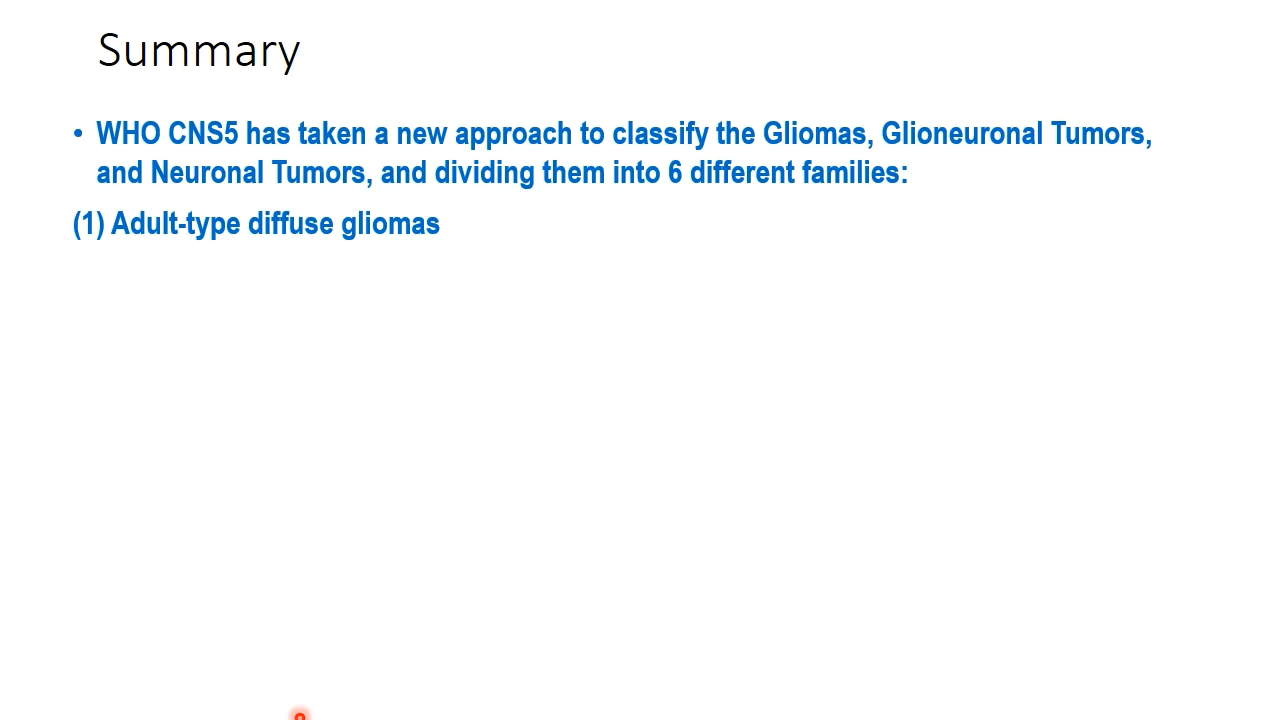 Summary
• WHO CNS5 has taken a new approach to classify the Gliomas, Glioneuronal Tumors,
and Neuronal Tumors, and dividing them into 6 different families:
(1) Adult-type diffuse gliomas